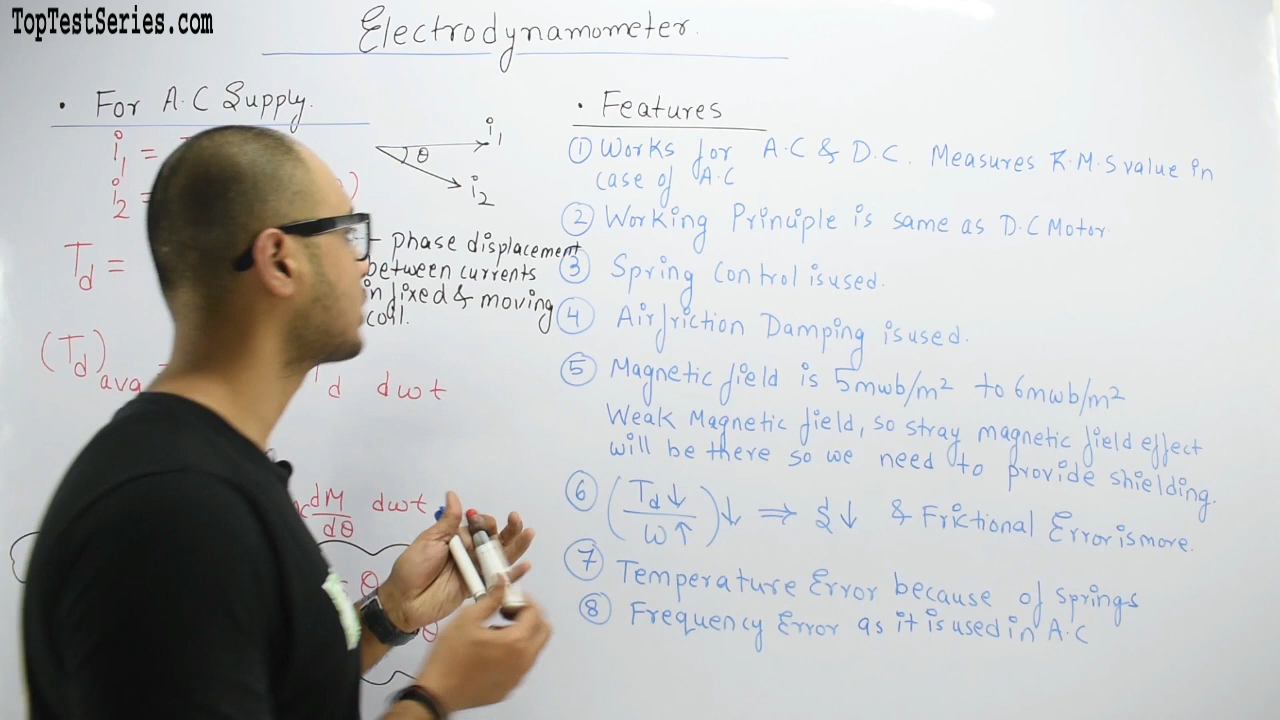 TopTestSeries.com
Electrodynamometer.
• For A.C Supply.
i1 =
i2 =
Td =
(Td)ava
Td dwt
dM/dθ dwt
θ
θ
i1
θ
i2
phase displacement
between currents
in fixed & moving
coil.
• Features
① Works for A.C & D.C. Measures R.M.S value in
case of A.C
② Working Principle is same as D.C Motor.
③ Spring Control is used.
④ Air friction Damping is used.
⑤ Magnetic field is 5mwb/m² to 6mwb/m²
Weak Magnetic field, so stray magnetic field effect
will be there so we need to provide shielding.
⑥ (Td↓/W↑)↓ ⇒ S↓ & Frictional Error is more.
⑦ Temperature Error because of springs
⑧ Frequency Error as it is used in A.C